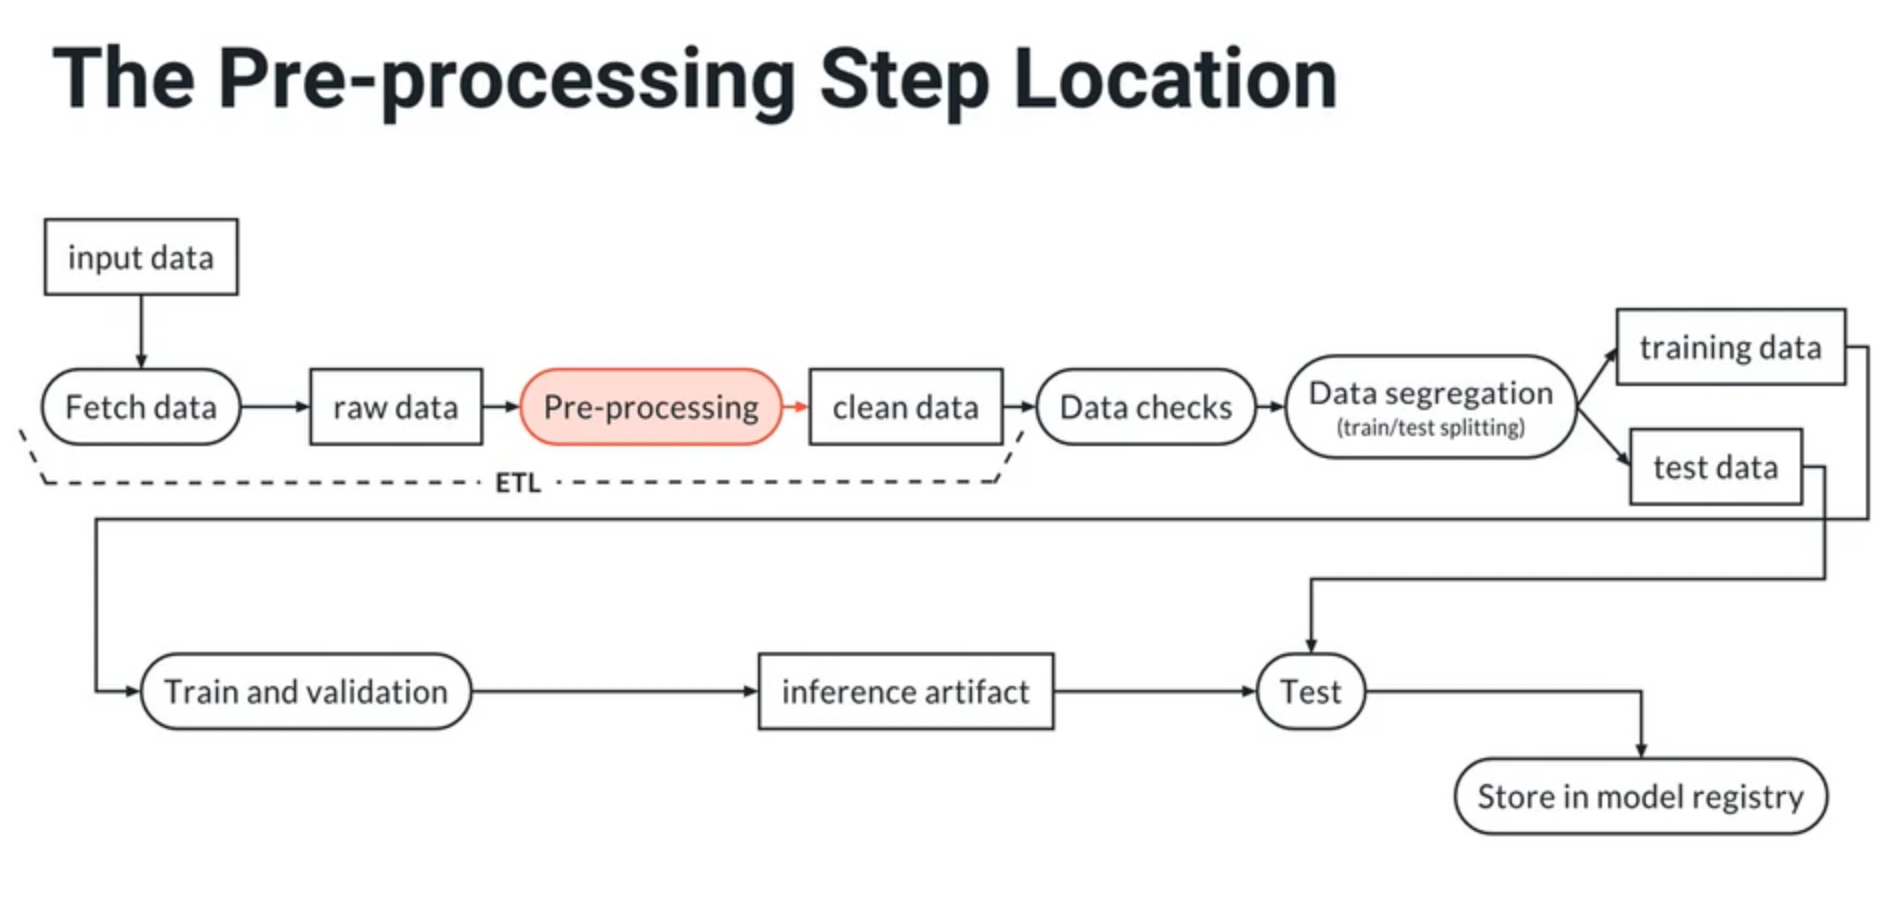 The Pre-processing Step Location
input data
Fetch data
raw data
Pre-processing
clean data
Data checks
Data segregation
(train/test splitting)
training data
test data
ETL
Train and validation
inference artifact
Test
Store in model registry